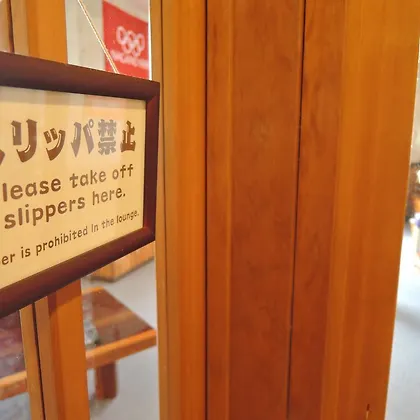 リッパ禁止
lease take off
slippers here.
er is prohibited in the lounge.